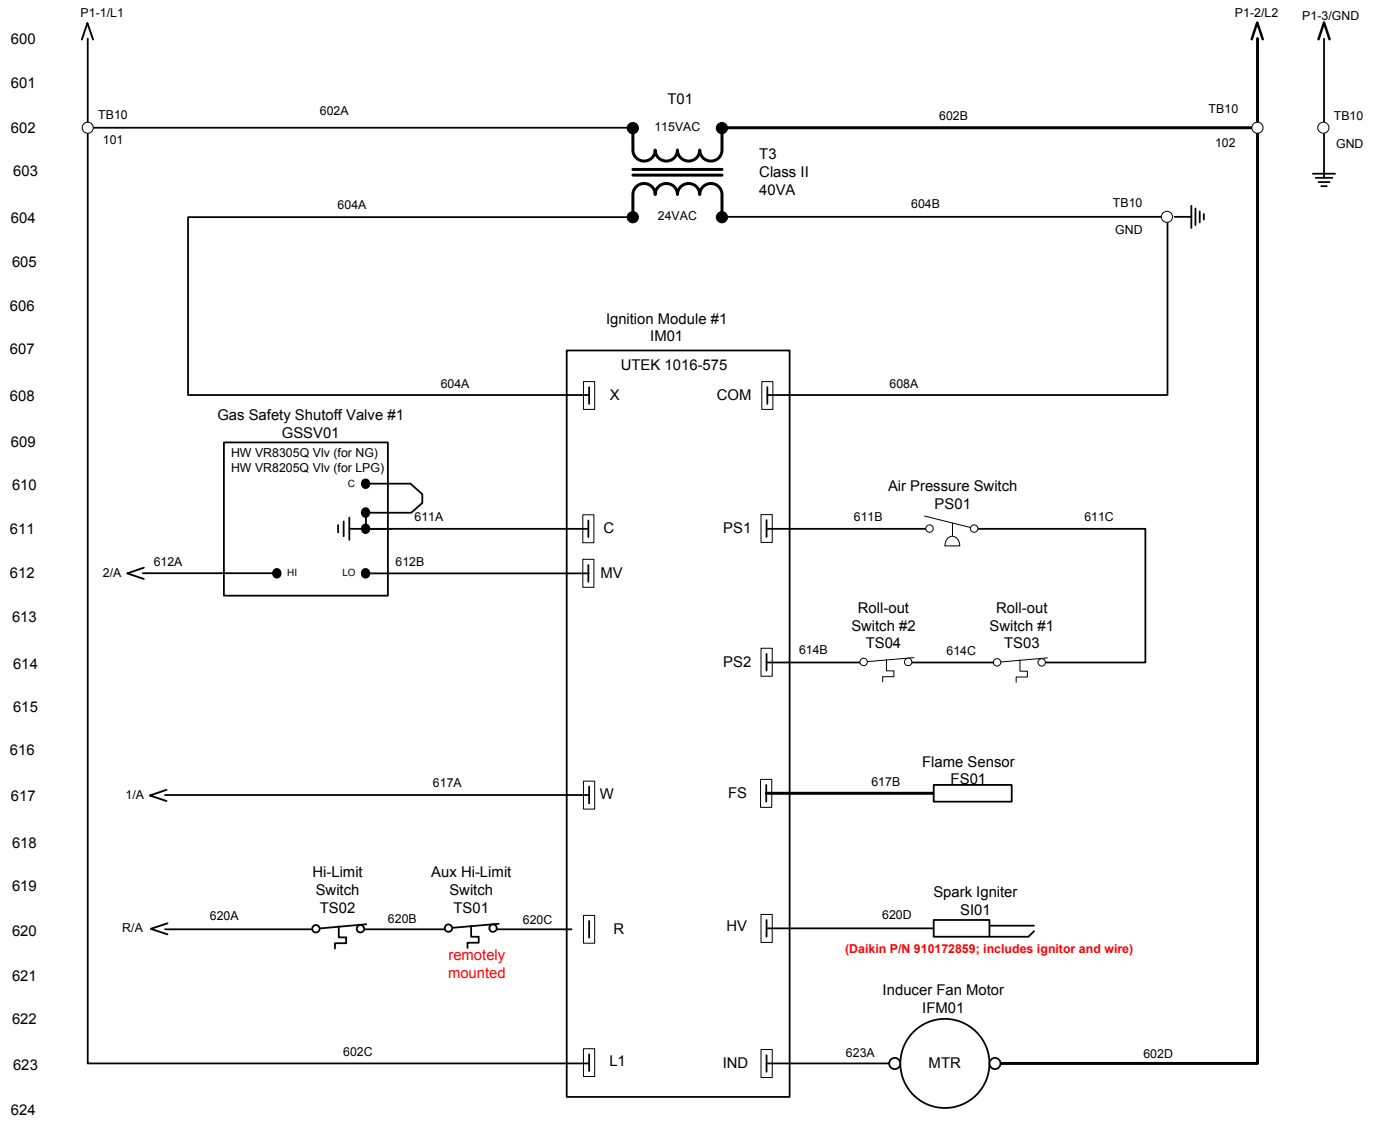 P1-1/L1
P1-2/L2
P1-3/GND
600
601
T01
602A
602B
TB10
115VAC
TB10
TB10
602
101
102
GND
T3
Class II
40VA
603
604A
24VAC
604B
TB10
GND
604
605
606
Ignition Module #1
IM01
607
UTEK 1016-575
604A
X
COM
608A
608
Gas Safety Shutoff Valve #1
GSSV01
609
HW VR8305Q Vlv (for NG)
HW VR8205Q Vlv (for LPG)
610
C
Air Pressure Switch
PS01
611A
611B
611C
611
C
PS1
612A
612B
612
2/A
HI
LO
MV
613
Roll-out
Switch #2
TS04
Roll-out
Switch #1
TS03
614B
614C
614
PS2
615
616
Flame Sensor
FS01
617A
617B
617
1/A
W
FS
618
619
Hi-Limit
Switch
TS02
Aux Hi-Limit
Switch
TS01
Spark Igniter
SI01
620A
620B
620C
620D
620
R/A
R
HV
remotely
mounted
(Daikin P/N 910172859; includes ignitor and wire)
621
Inducer Fan Motor
IFM01
622
602C
623A
602D
623
L1
IND
MTR
624